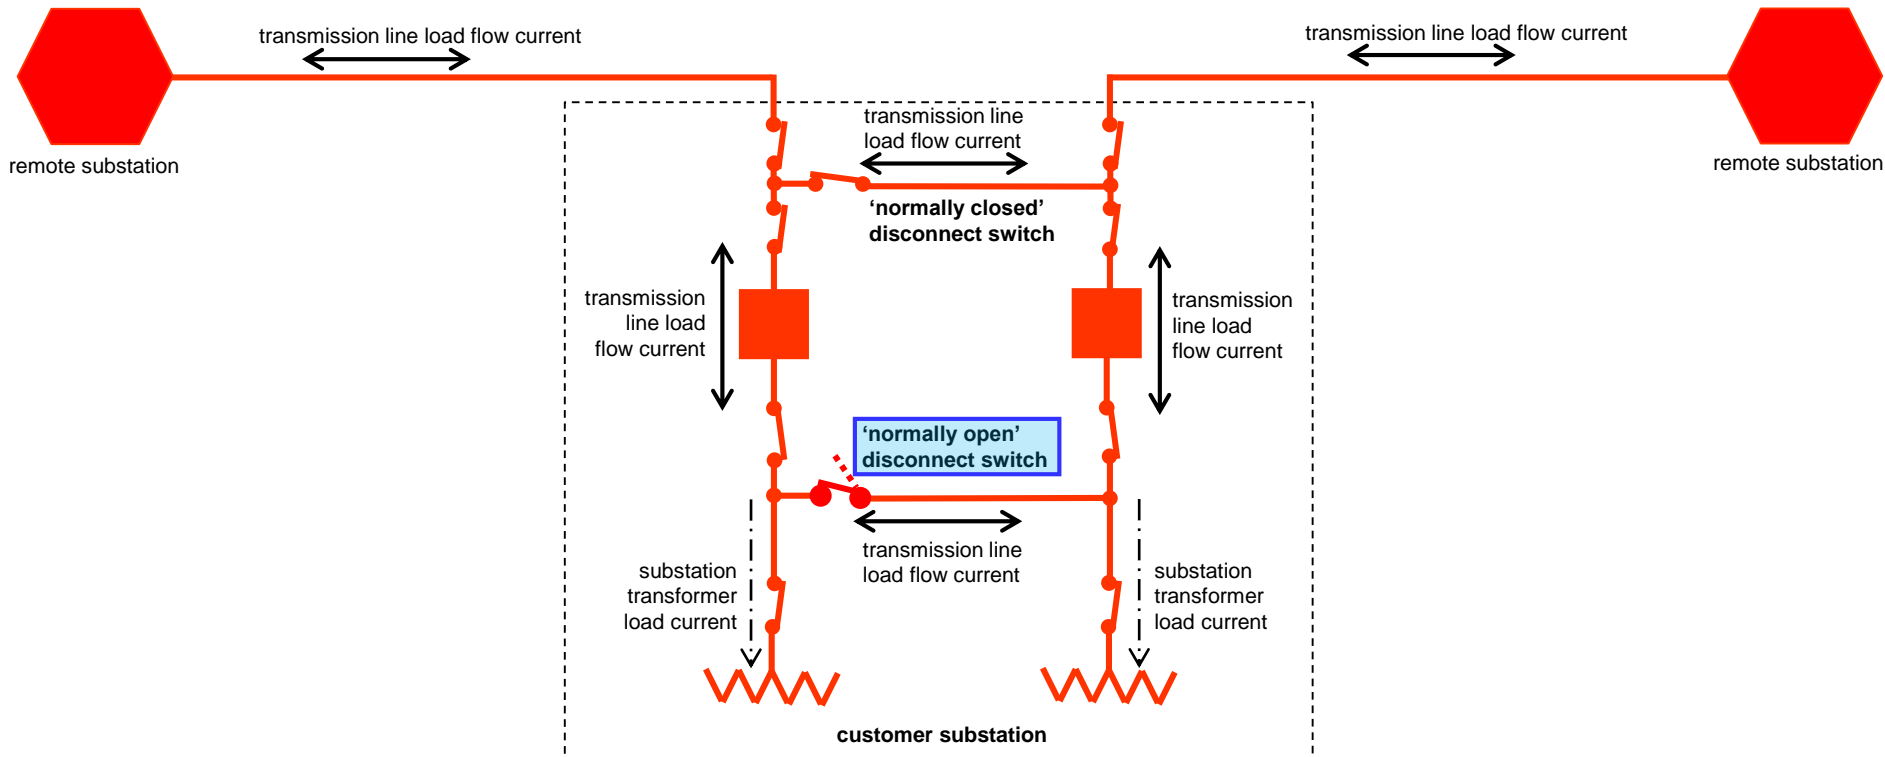 transmission line load flow current
transmission line load flow current
remote substation
remote substation
transmission line
load flow current
‘normally closed’
disconnect switch
transmission
line load
flow current
transmission
line load
flow current
‘normally open’
disconnect switch
transmission line
load flow current
substation
transformer
load current
substation
transformer
load current
customer substation